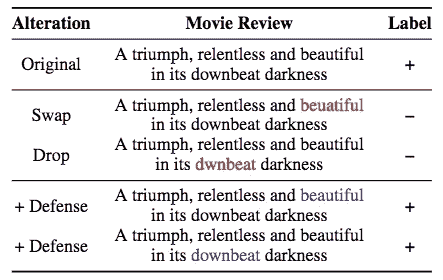 Alteration Movie Review Label
A triumph, relentless and beautiful
Original +
in its downbeat darkness
A triumph, relentless and beuatiful
Swap –
in its downbeat darkness
A triumph, relentless and beautiful
Drop –
in its dwnbeat darkness
A triumph, relentless and beautiful
+ Defense +
in its downbeat darkness
A triumph, relentless and beautiful
+ Defense +
in its downbeat darkness